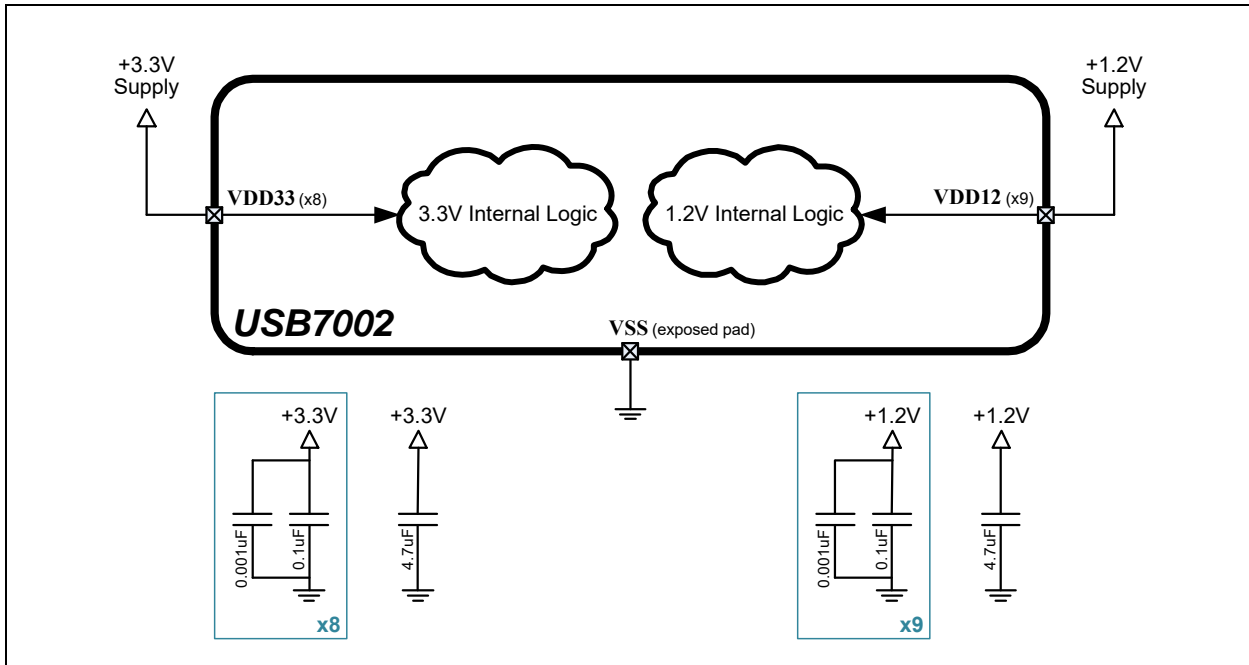 +3.3V
Supply
+1.2V
Supply
VDD33 (x8)
3.3V Internal Logic
1.2V Internal Logic
VDD12 (x9)
USB7002
VSS (exposed pad)
+3.3V
+3.3V
+1.2V
+1.2V
0.001uF
0.1uF
4.7uF
0.001uF
0.1uF
4.7uF
x8
x9